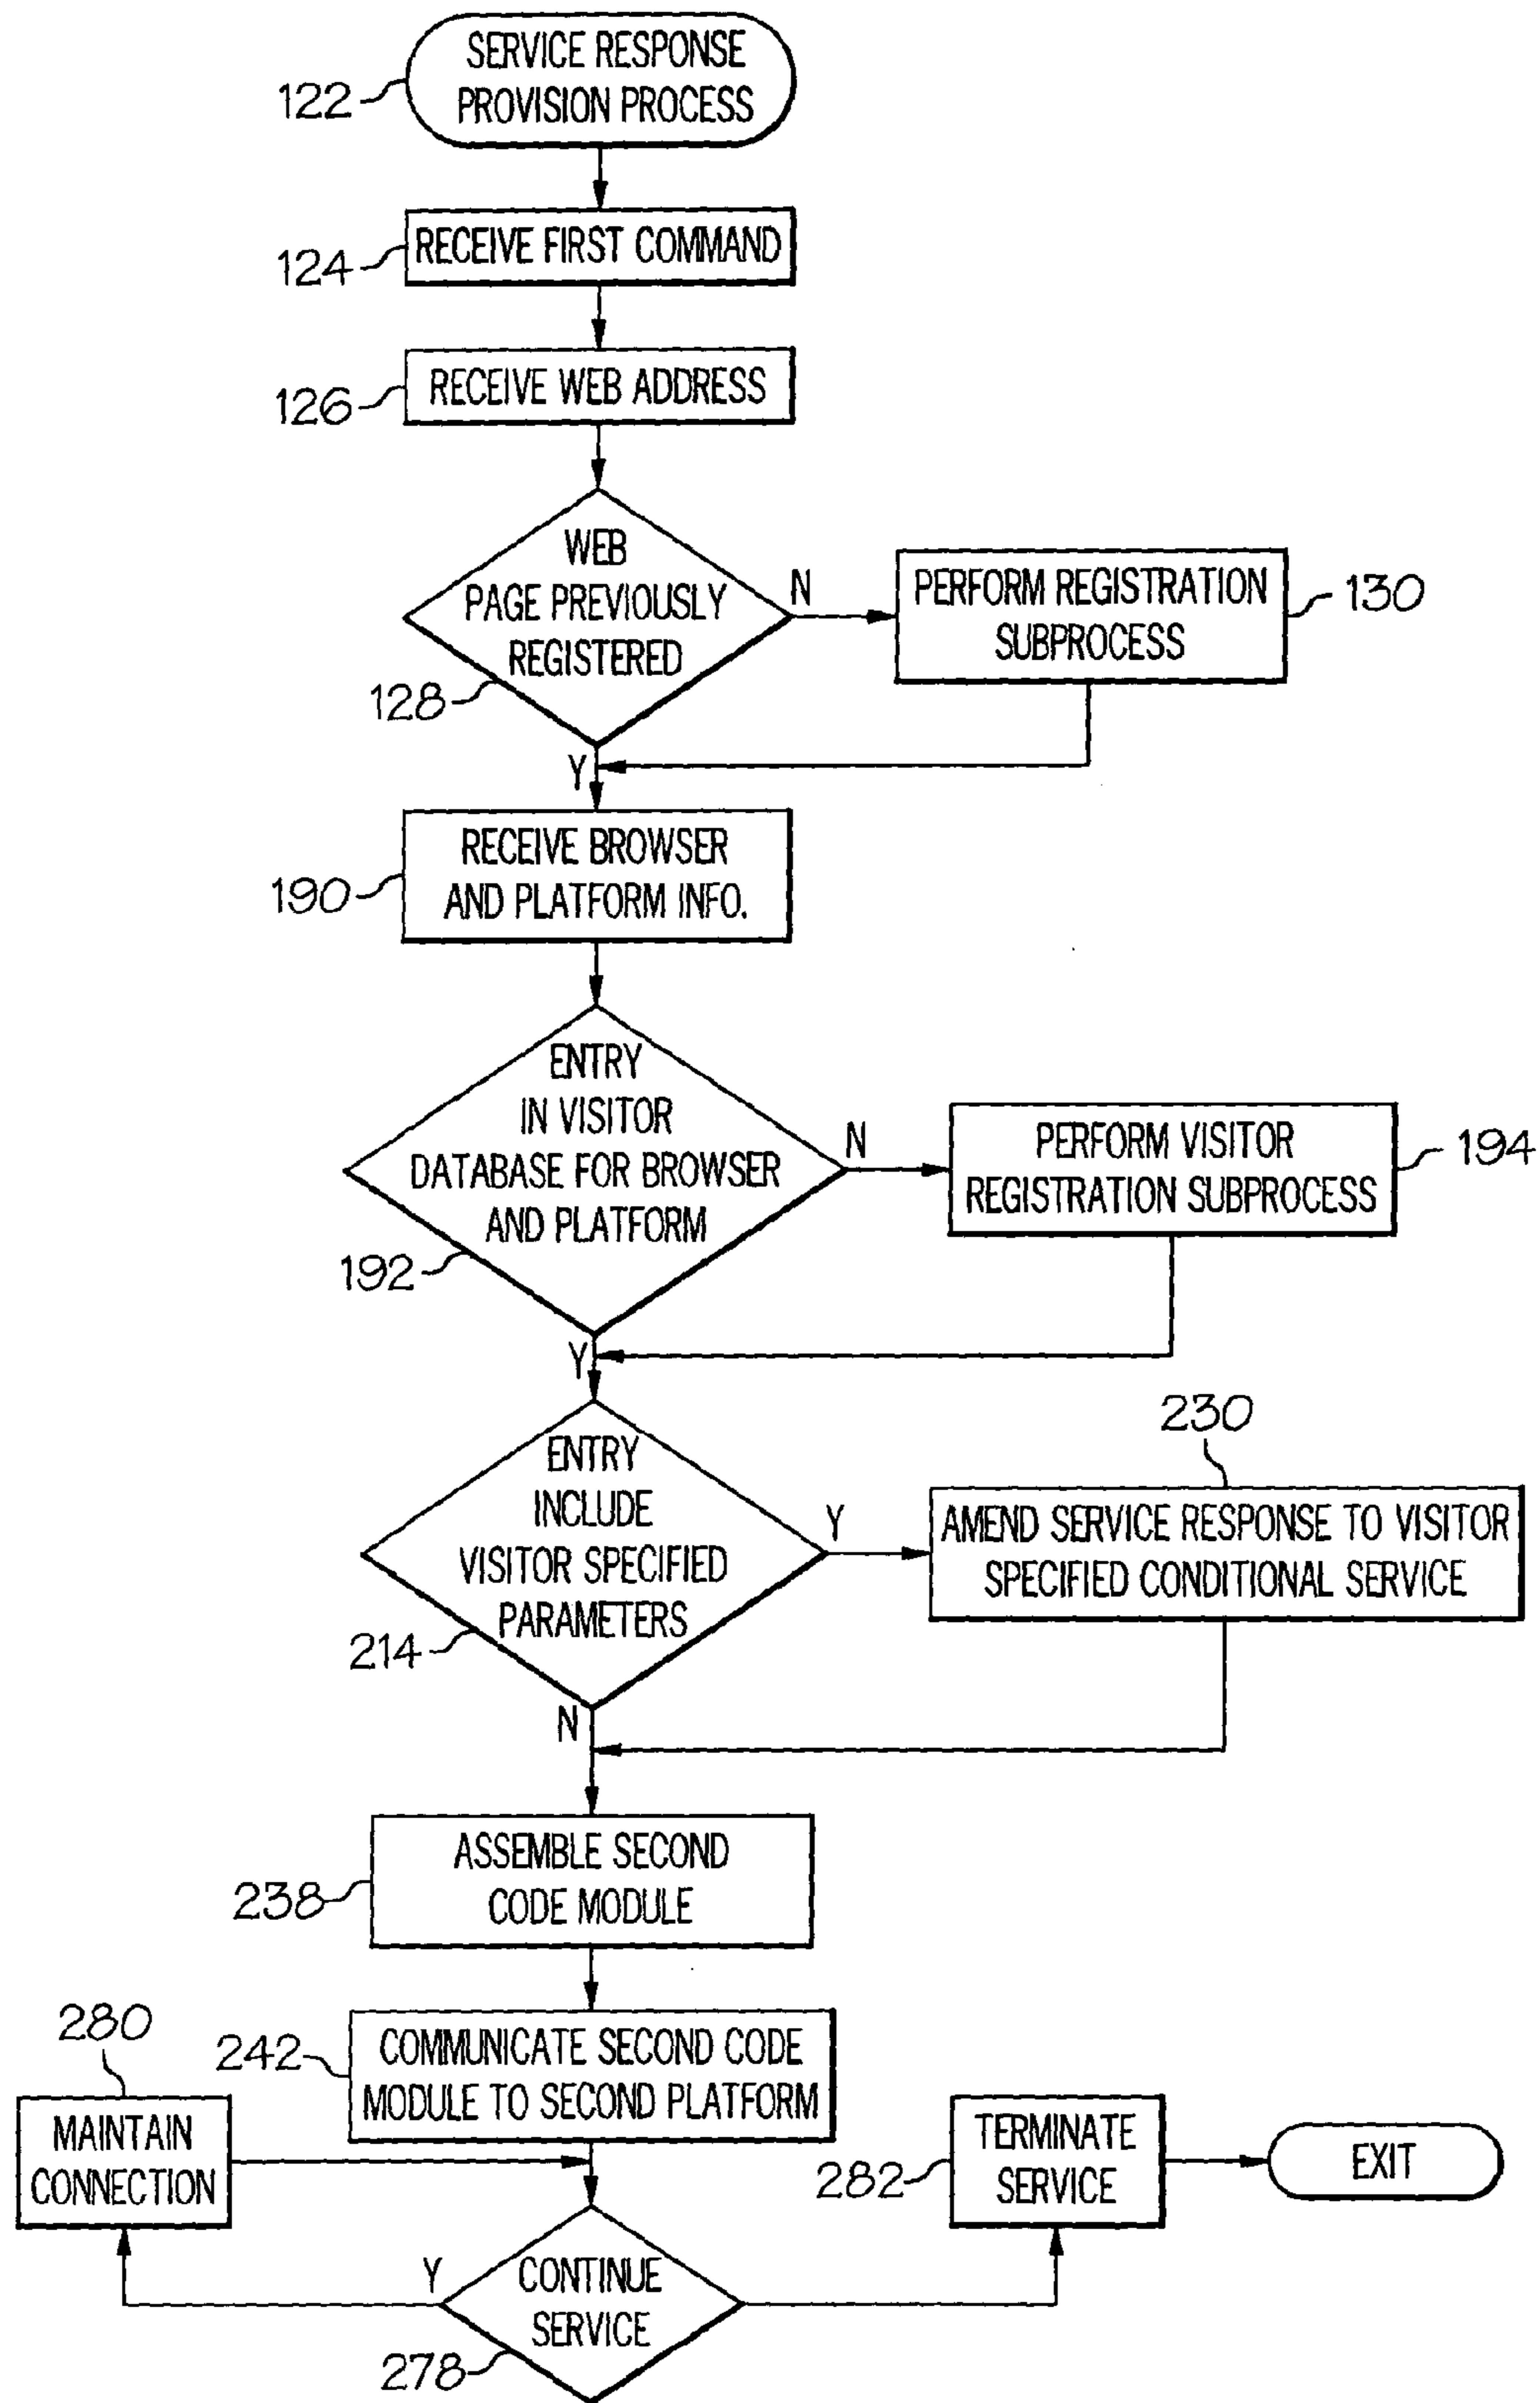 SERVICE RESPONSE
PROVISION PROCESS
122
RECEIVE FIRST COMMAND
124
RECEIVE WEB ADDRESS
126
WEB
PAGE PREVIOUSLY
REGISTERED
128
N
PERFORM REGISTRATION
SUBPROCESS
130
Y
RECEIVE BROWSER
AND PLATFORM INFO.
190
ENTRY
IN VISITOR
DATABASE FOR BROWSER
AND PLATFORM
192
N
PERFORM VISITOR
REGISTRATION SUBPROCESS
194
Y
ENTRY
INCLUDE
VISITOR SPECIFIED
PARAMETERS
214
Y
230
AMEND SERVICE RESPONSE TO VISITOR
SPECIFIED CONDITIONAL SERVICE
N
ASSEMBLE SECOND
CODE MODULE
238
COMMUNICATE SECOND CODE
MODULE TO SECOND PLATFORM
242
280
MAINTAIN
CONNECTION
Y
CONTINUE
SERVICE
278
TERMINATE
SERVICE
282
EXIT